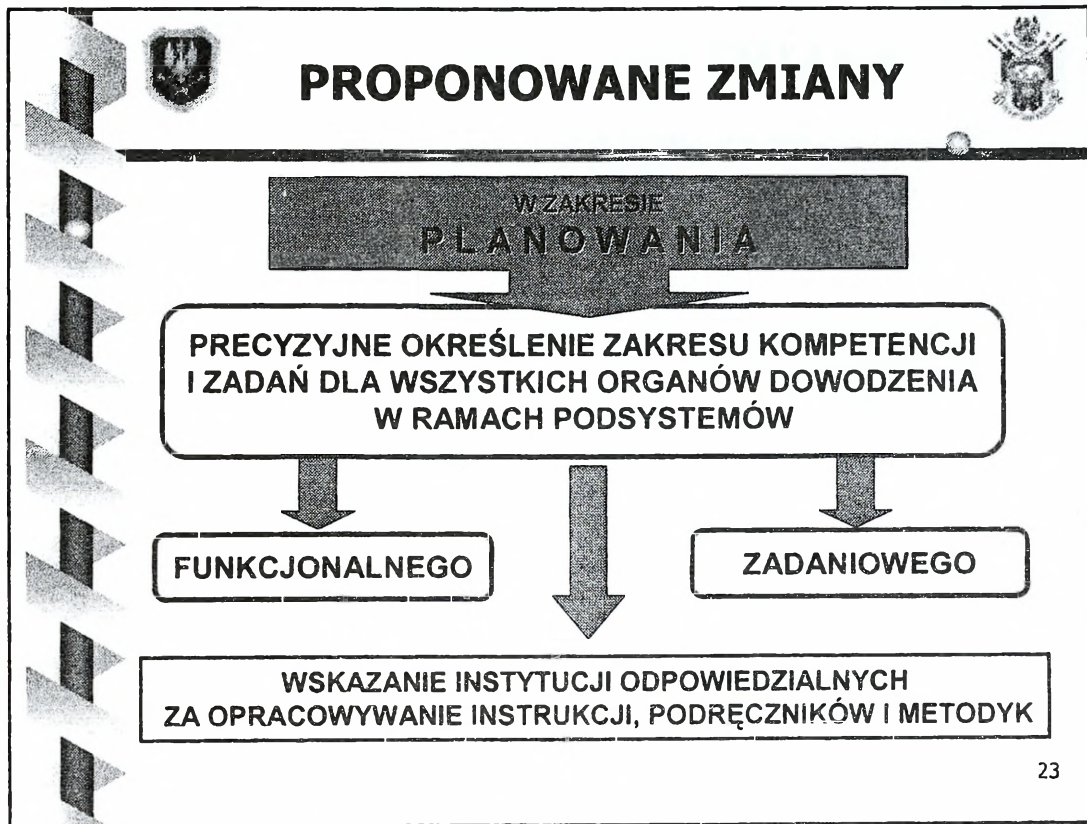 PROPONOWANE ZMIANY
W ZAKRESIE
PLANOWANIA
PRECYZYJNE OKREŚLENIE ZAKRESU KOMPETENCJI
I ZADAŃ DLA WSZYSTKICH ORGANÓW DOWODZENIA
W RAMACH PODSYSTEMÓW
FUNKCJONALNEGO
ZADANIOWEGO
WSKAZANIE INSTYTUCJI ODPOWIEDZIALNYCH
ZA OPRACOWYWANIE INSTRUKCJI, PODRĘCZNIKÓW I METODYK
23